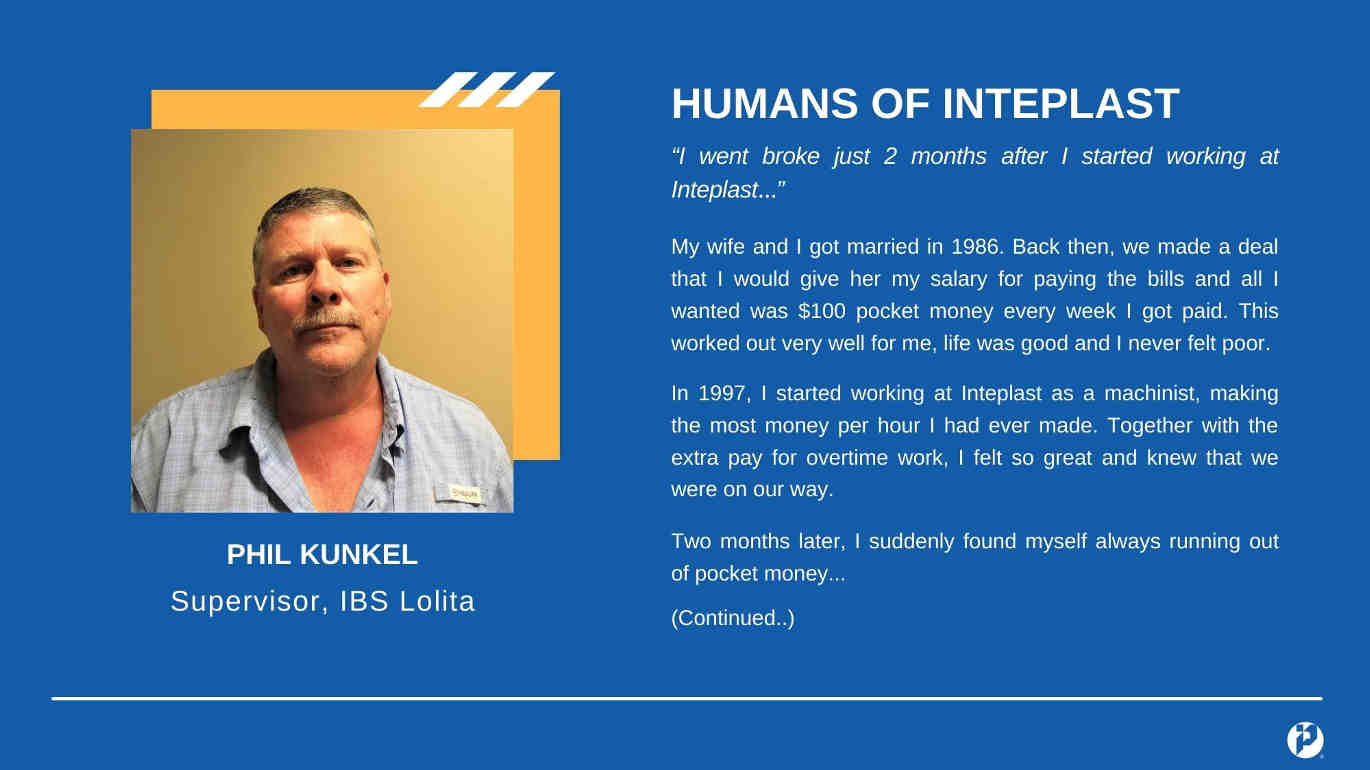 HUMANS OF INTEPLAST
“I went broke just 2 months after I started working at
Inteplast...”
My wife and I got married in 1986. Back then, we made a deal
that I would give her my salary for paying the bills and all I
wanted was $100 pocket money every week I got paid. This
worked out very well for me, life was good and I never felt poor.
In 1997, I started working at Inteplast as a machinist, making
the most money per hour I had ever made. Together with the
extra pay for overtime work, I felt so great and knew that we
were on our way.
Two months later, I suddenly found myself always running out
of pocket money...
(Continued..)
PHIL KUNKEL
Supervisor, IBS Lolita